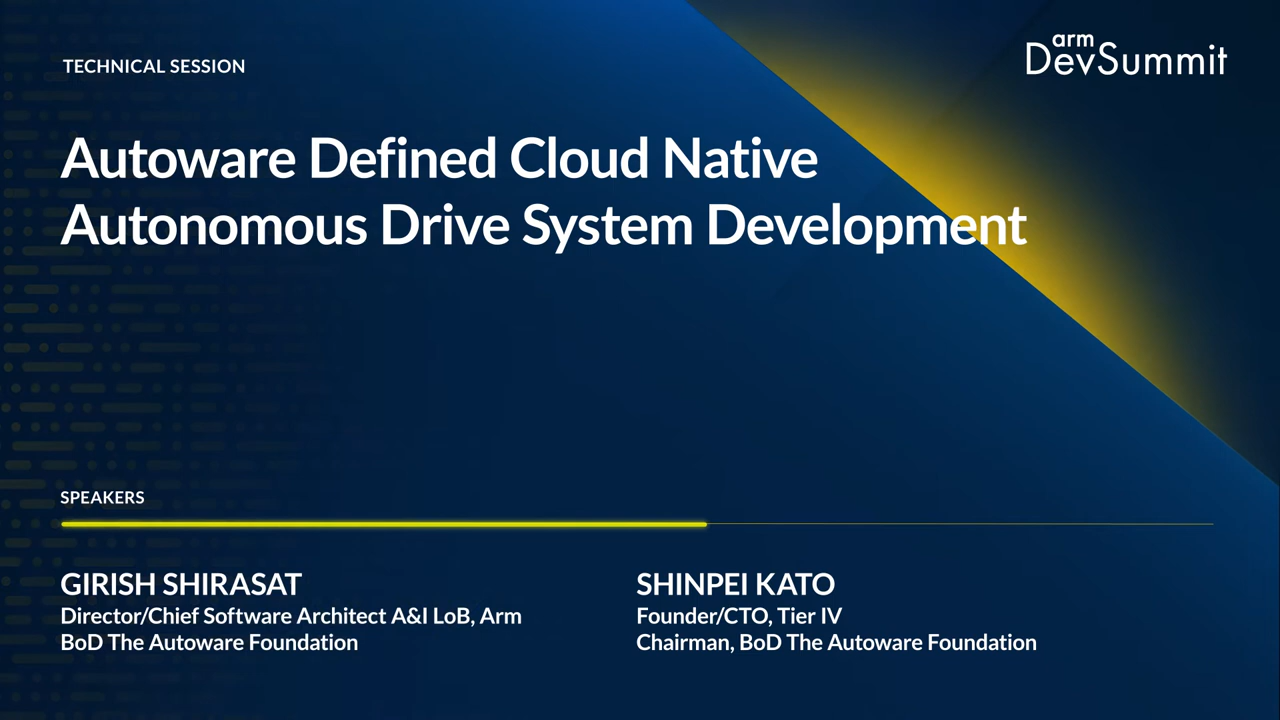 TECHNICAL SESSION
arm
DevSummit
Autoware Defined Cloud Native
Autonomous Drive System Development
SPEAKERS
GIRISH SHIRASAT
Director/Chief Software Architect A&I LoB, Arm
BoD The Autoware Foundation
SHINPEI KATO
Founder/CTO, Tier IV
Chairman, BoD The Autoware Foundation